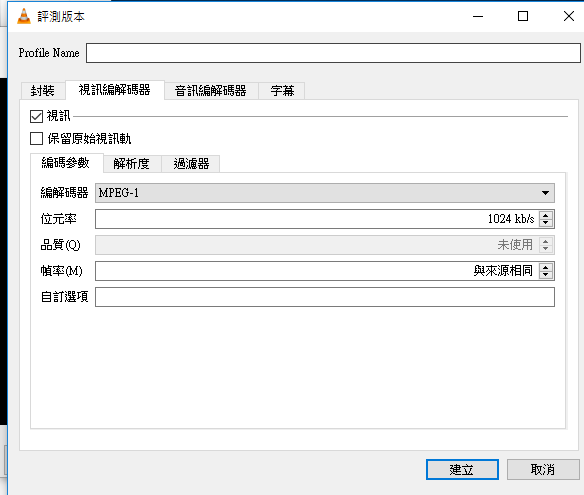 評測版本
Profile Name
封裝 視訊編解碼器 音訊編解碼器 字幕
視訊
保留原始視訊軌
編碼參數 解析度 過濾器
編解碼器 MPEG-1
位元率 1024 kb/s
品質(Q) 未使用
幀率(M) 與來源相同
自訂選項
建立 取消